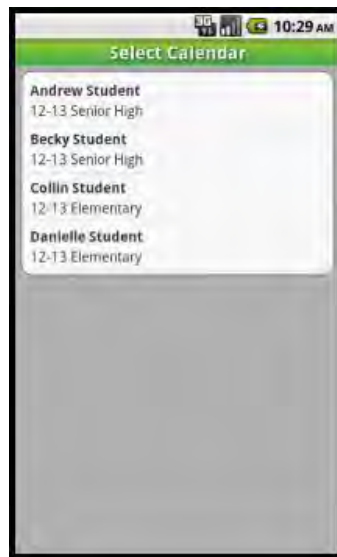 3G
10:29 AM
Select Calendar
Andrew Student
12-13 Senior High
Becky Student
12-13 Senior High
Collin Student
12-13 Elementary
Danielle Student
12-13 Elementary